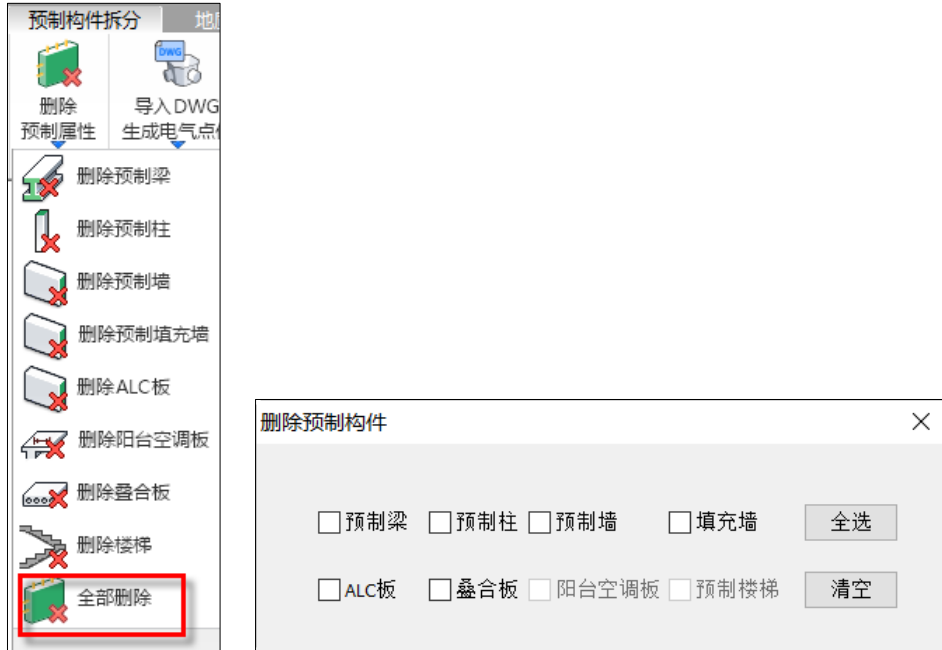 预制构件拆分
地
DWG
删除
预制属性
导入DWG
生成电气点
删除预制梁
删除预制柱
删除预制墙
删除预制填充墙
删除ALC板
删除阳台空调板
删除叠合板
删除楼梯
全部删除
删除预制构件
预制梁 预制柱 预制墙 填充墙 全选
ALC板 叠合板 阳台空调板 预制楼梯 清空